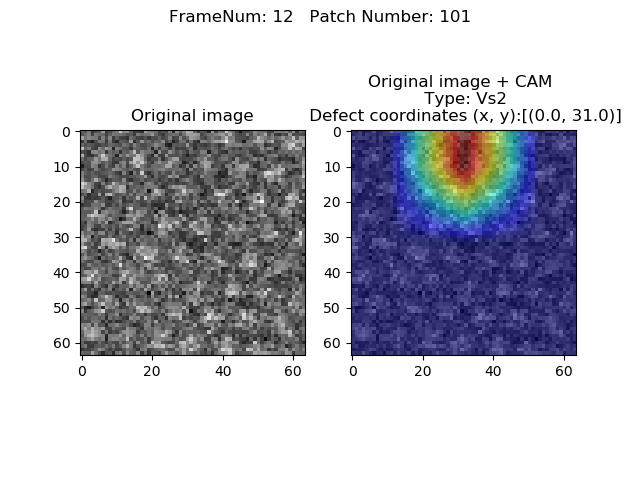 FrameNum: 12   Patch Number: 101
Original image
0
10
20
30
40
50
60
0 20 40 60
Original image + CAM
Type: Vs2
Defect coordinates (x, y):[(0.0, 31.0)]
0
10
20
30
40
50
60
0 20 40 60